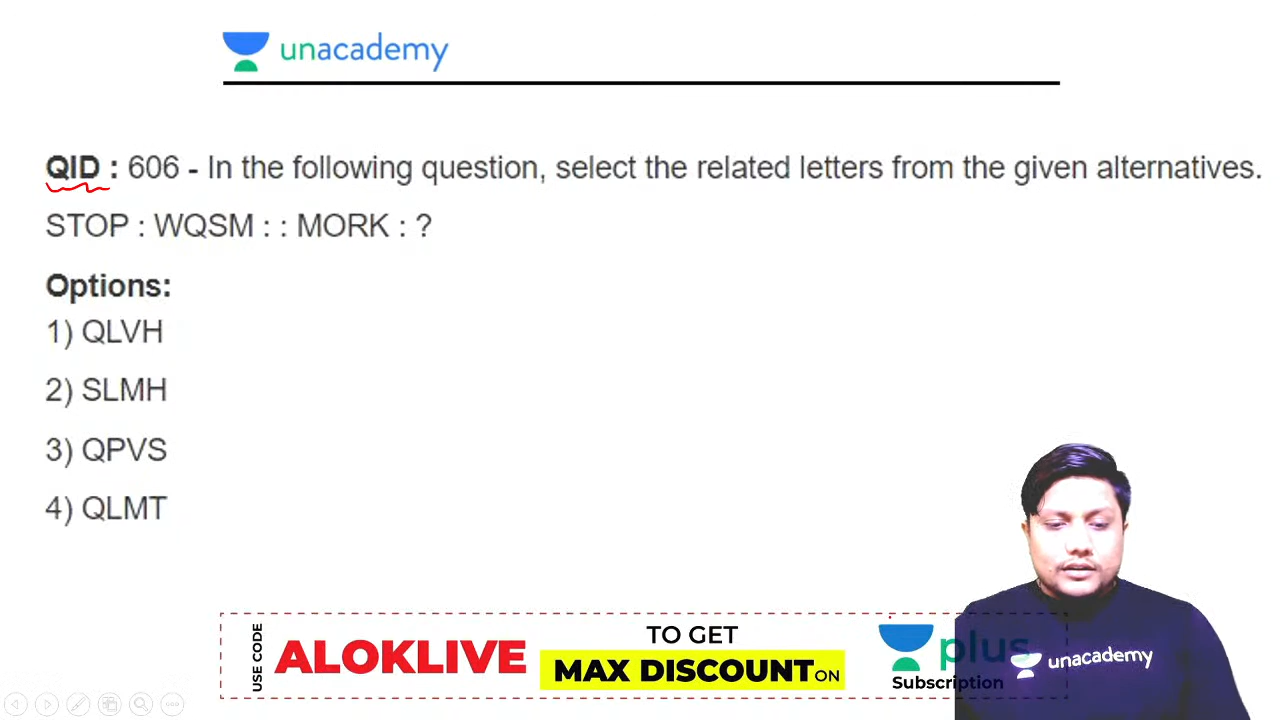 unacademy
QID : 606 - In the following question, select the related letters from the given alternatives.
STOP : WQSM : : MORK : ?
Options:
1) QLVH
2) SLMH
3) QPVS
4) QLMT
USE CODE
ALOKLIVE
TO GET
MAX DISCOUNT ON
plus
Subscription
unacademy